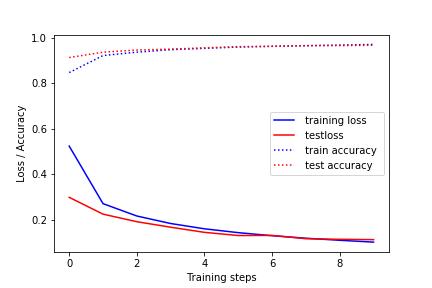 1.0
0.8
0.6
0.4
0.2
Loss / Accuracy
training loss
testloss
train accuracy
test accuracy
0 2 4 6 8
Training steps